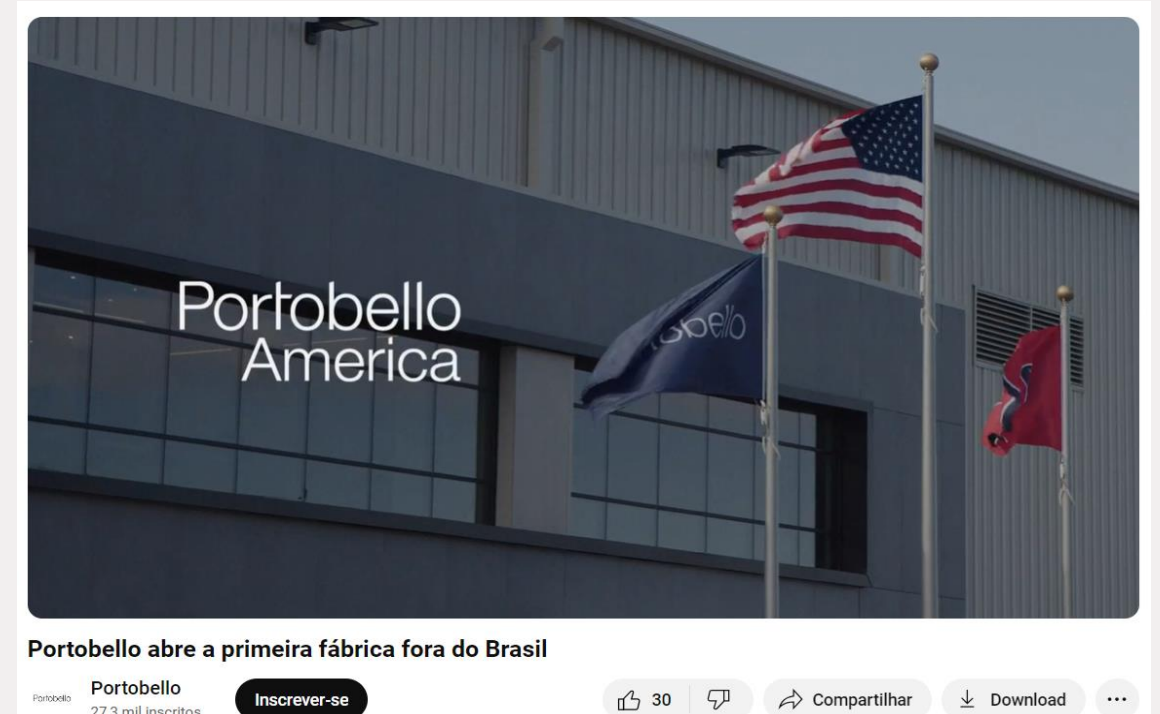 Portobello
America
Portobello abre a primeira fábrica fora do Brasil
Portobello
Portobello
27,3 mil inscritos
Inscrever-se
30
Compartilhar
Download